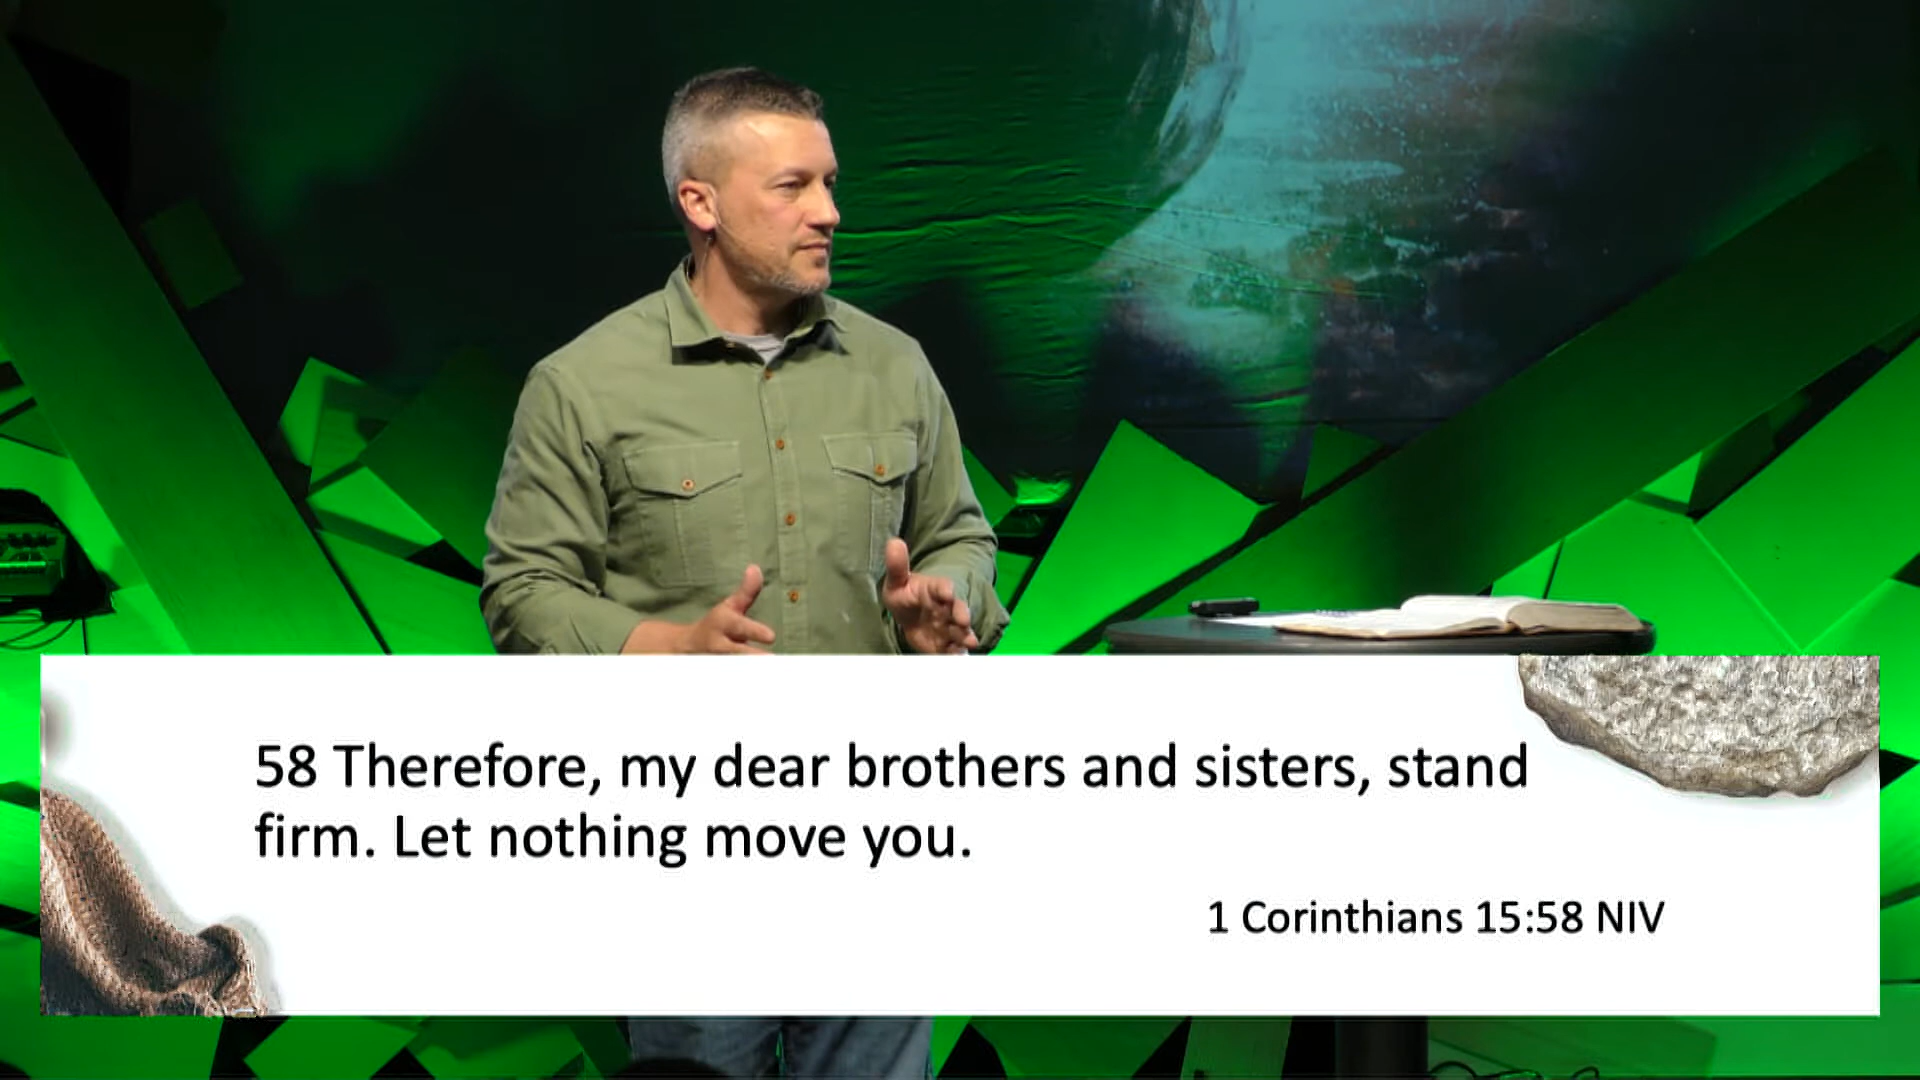 58 Therefore, my dear brothers and sisters, stand
firm. Let nothing move you.
1 Corinthians 15:58 NIV